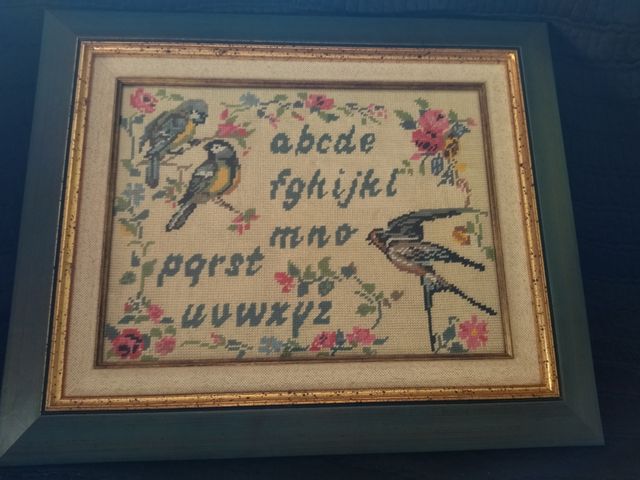 abcde
fghijkl
mno
pqrst
uvwxyz